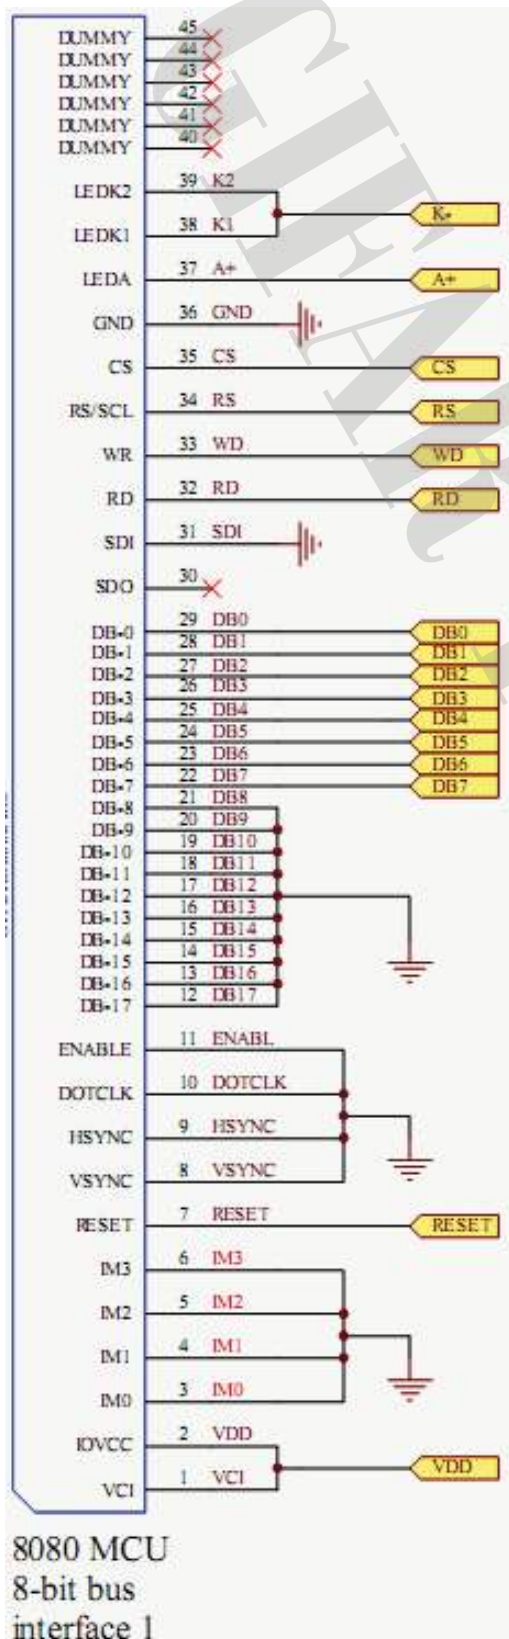 DUMMY 45
DUMMY 44
DUMMY 43
DUMMY 42
DUMMY 41
DUMMY 40
LEDK2 39 K2
K-
LEDK1 38 K1
LEDA 37 A+ A+
GND 36 GND
CS 35 CS CS
RS/SCL 34 RS RS
WR 33 WD WD
RD 32 RD RD
SDI 31 SDI
SDO 30
DB-0 29 DB0 DB0
DB-1 28 DB1 DB1
DB-2 27 DB2 DB2
DB-3 26 DB3 DB3
DB-4 25 DB4 DB4
DB-5 24 DB5 DB5
DB-6 23 DB6 DB6
DB-7 22 DB7 DB7
DB-8 21 DB8
DB-9 20 DB9
DB-10 19 DB10
DB-11 18 DB11
DB-12 17 DB12
DB-13 16 DB13
DB-14 15 DB14
DB-15 14 DB15
DB-16 13 DB16
DB-17 12 DB17
ENABLE 11 ENABL
DOTCLK 10 DOTCLK
HSYNC 9 HSYNC
VSYNC 8 VSYNC
RESET 7 RESET RESET
IM3 6 IM3
IM2 5 IM2
IM1 4 IM1
IM0 3 IM0
IOVCC 2 VDD
VDD
VCI 1 VCI
8080 MCU
8-bit bus
interface 1